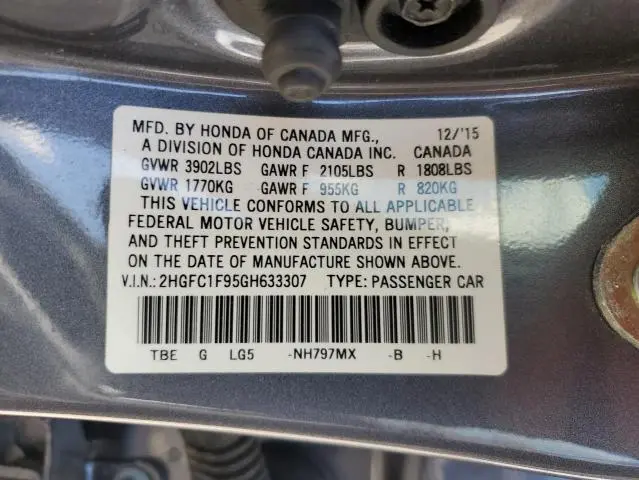 MFD. BY HONDA OF CANADA MFG., 12/'15
A DIVISION OF HONDA CANADA INC. CANADA
GVWR 3902LBS GAWR F 2105LBS R 1808LBS
GVWR 1770KG GAWR F 955KG R 820KG
THIS VEHICLE CONFORMS TO ALL APPLICABLE
FEDERAL MOTOR VEHICLE SAFETY, BUMPER,
AND THEFT PREVENTION STANDARDS IN EFFECT
ON THE DATE OF MANUFACTURE SHOWN ABOVE.
V.I.N.: 2HGFC1F95GH633307 TYPE: PASSENGER CAR
TBE G LG5 -NH797MX -B -H